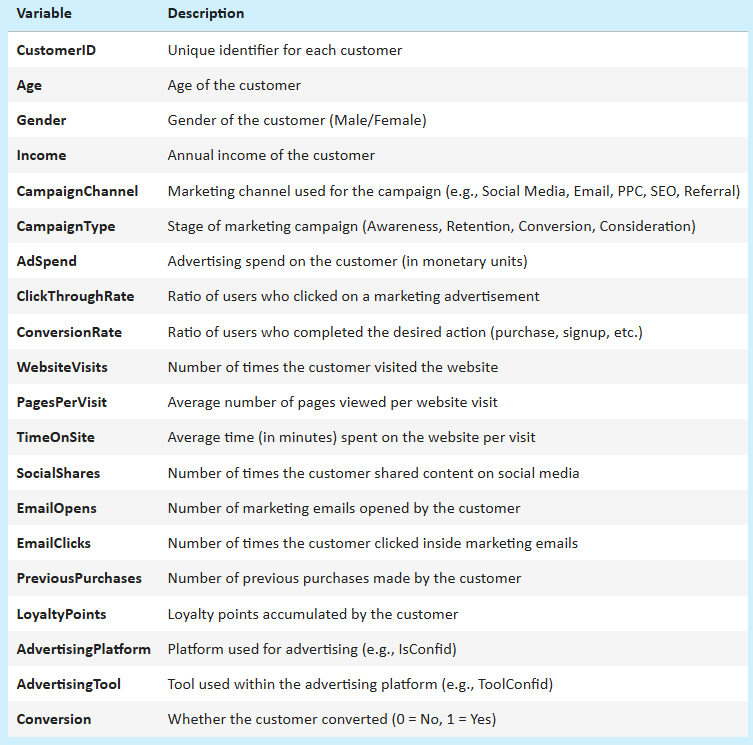 Variable Description
CustomerID Unique identifier for each customer
Age Age of the customer
Gender Gender of the customer (Male/Female)
Income Annual income of the customer
CampaignChannel Marketing channel used for the campaign (e.g., Social Media, Email, PPC, SEO, Referral)
CampaignType Stage of marketing campaign (Awareness, Retention, Conversion, Consideration)
AdSpend Advertising spend on the customer (in monetary units)
ClickThroughRate Ratio of users who clicked on a marketing advertisement
ConversionRate Ratio of users who completed the desired action (purchase, signup, etc.)
WebsiteVisits Number of times the customer visited the website
PagesPerVisit Average number of pages viewed per website visit
TimeOnSite Average time (in minutes) spent on the website per visit
SocialShares Number of times the customer shared content on social media
EmailOpens Number of marketing emails opened by the customer
EmailClicks Number of times the customer clicked inside marketing emails
PreviousPurchases Number of previous purchases made by the customer
LoyaltyPoints Loyalty points accumulated by the customer
AdvertisingPlatform Platform used for advertising (e.g., IsConfid)
AdvertisingTool Tool used within the advertising platform (e.g., ToolConfid)
Conversion Whether the customer converted (0 = No, 1 = Yes)